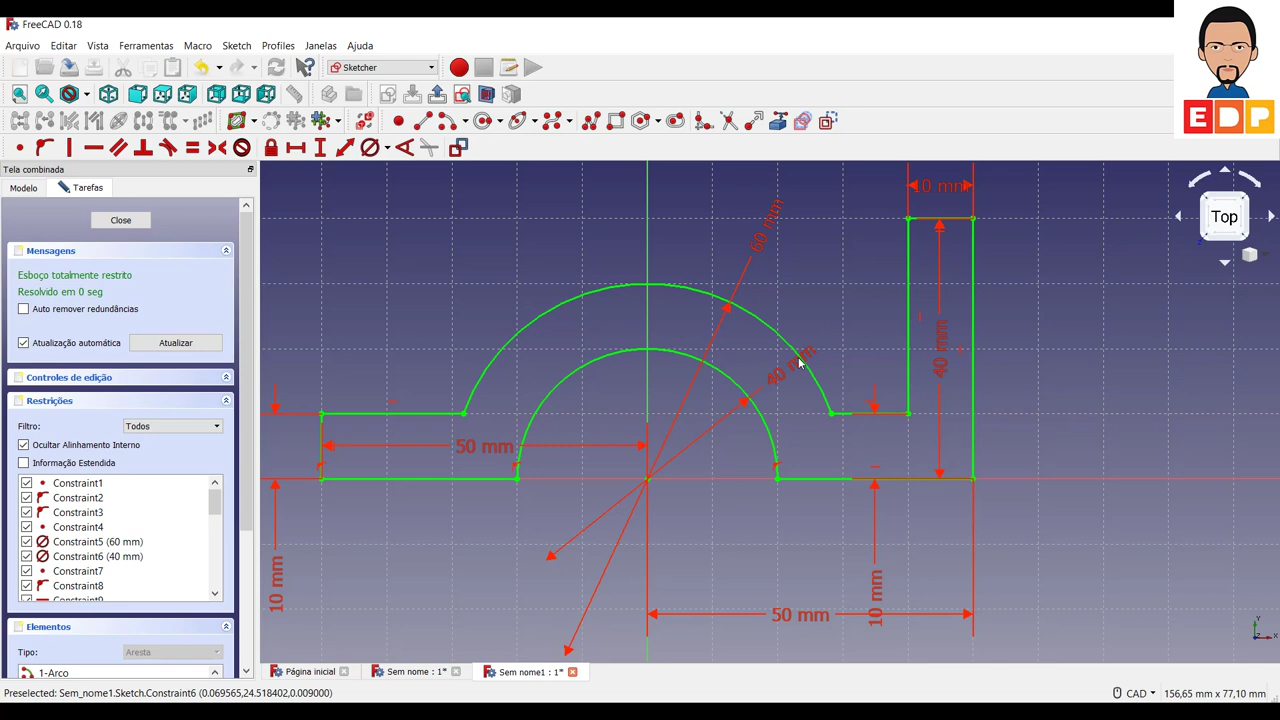 FreeCAD 0.18
Arquivo Editar Vista Ferramentas Macro Sketch Profiles Janelas Ajuda
Sketcher
EDP
Tela combinada
Modelo Tarefas
Close
Mensagens
Esboço totalmente restrito
Resolvido em 0 seg
Auto remover redundâncias
Atualização automática Atualizar
Controles de edição
Restrições
Filtro: Todos
Ocultar Alinhamento Interno
Informação Estendida
Constraint1
Constraint2
Constraint3
Constraint4
Constraint5 (60 mm)
Constraint6 (40 mm)
Constraint7
Constraint8
Constraint9
Elementos
Tipo: Aresta
1-Arco
10 mm
60 mm
40 mm
40 mm
50 mm
10 mm
10 mm
50 mm
Top
Z
Y
X
Página inicial Sem nome : 1* Sem nome1 : 1*
Preselected: Sem_nome1.Sketch.Constraint6 (0.069565,24.518402,0.009000) CAD 156,65 mm x 77,10 mm